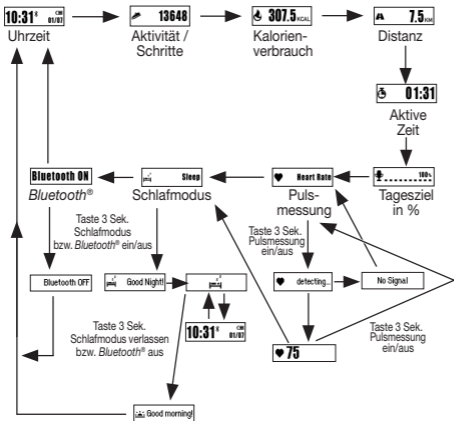 10:31
01/07
Uhrzeit
13648
Aktivität /
Schritte
307.5 KCAL
Kalorien-
verbrauch
7.5 KM
Distanz
01:31
Aktive
Zeit
100%
Tagesziel
in %
Heart Rate
Puls-
messung
Sleep
Schlafmodus
Bluetooth ON
Bluetooth®
Taste 3 Sek.
Schlafmodus
bzw. Bluetooth® ein/aus
Taste 3 Sek.
Pulsmessung
ein/aus
Bluetooth OFF
Good Night!
detecting...
No Signal
10:31
01/07
Taste 3 Sek.
Schlafmodus verlassen
bzw. Bluetooth® aus
75
Taste 3 Sek.
Pulsmessung
ein/aus
Good morning!